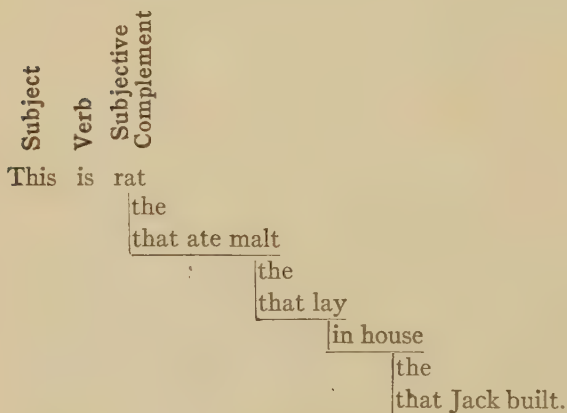 Subject
Verb
Subjective
Complement
This is rat
the
that ate malt
the
that lay
in house
the
that Jack built.